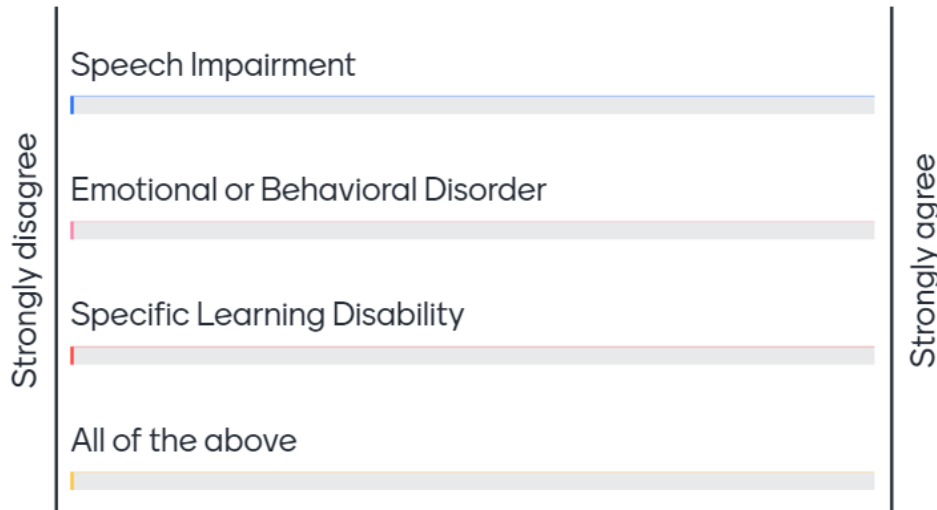 Strongly disagree
Speech Impairment
Emotional or Behavioral Disorder
Specific Learning Disability
All of the above
Strongly agree